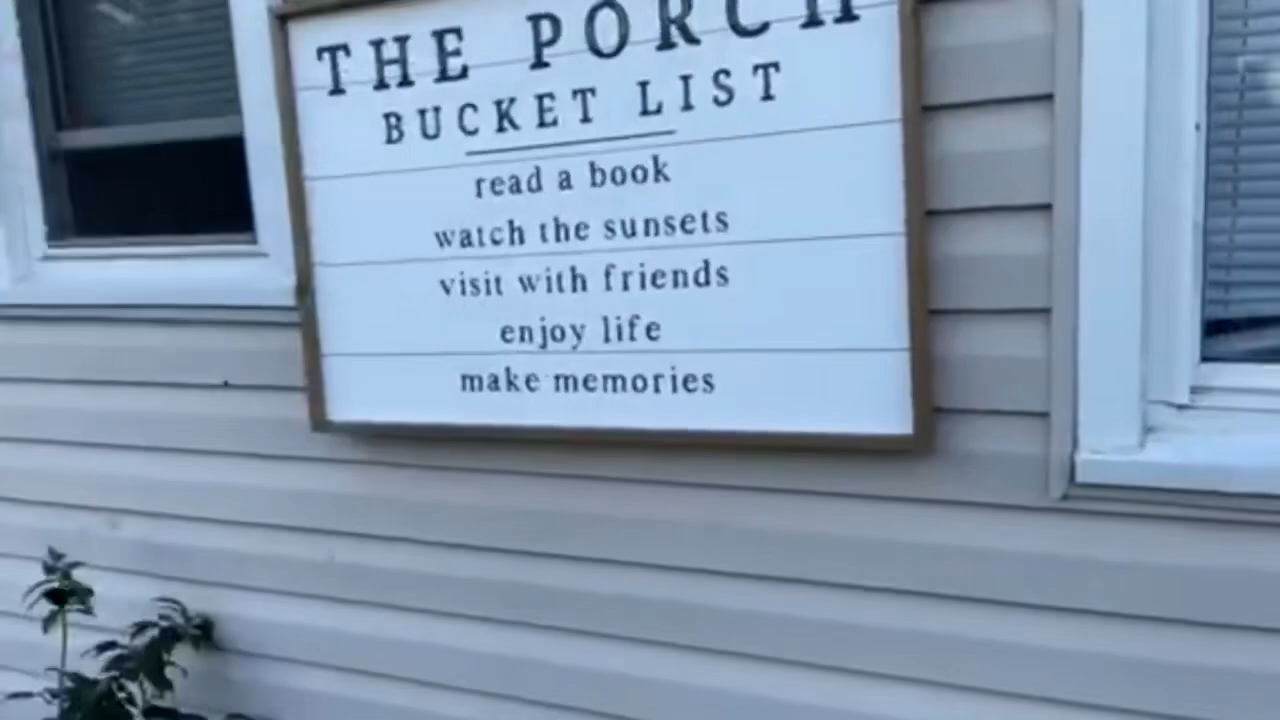 THE PORCH
BUCKET LIST
read a book
watch the sunsets
visit with friends
enjoy life
make memories